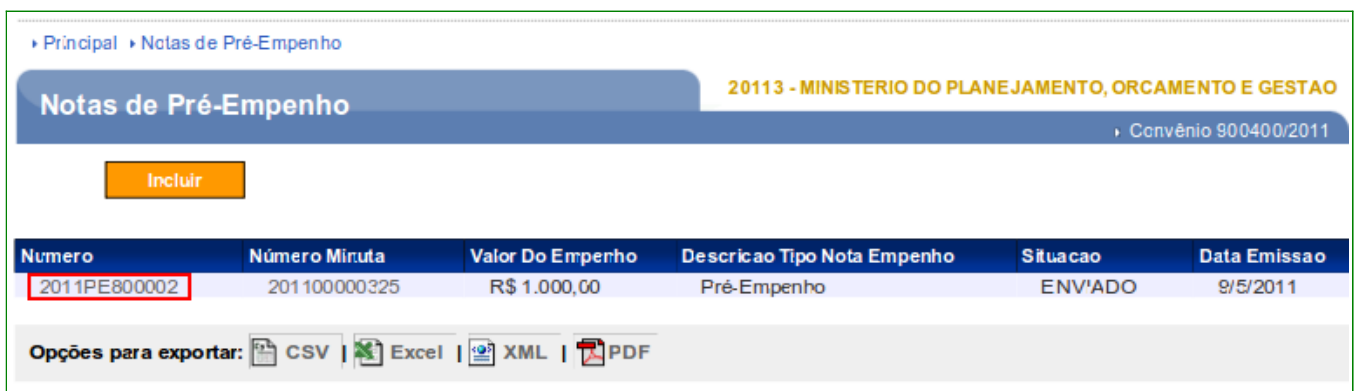 Principal Notas de Pré-Empenho
20113 - MINISTERIO DO PLANEJAMENTO, ORCAMENTO E GESTAO
Notas de Pré-Empenho
Convênio 900400/2011
Incluir
Numero Número Minuta Valor Do Empenho Descricao Tipo Nota Empenho Situacao Data Emissao
2011PE800002 201100000325 R$ 1.000,00 Pré-Empenho ENVIADO 9/5/2011
Opções para exportar: CSV | Excel | XML | PDF